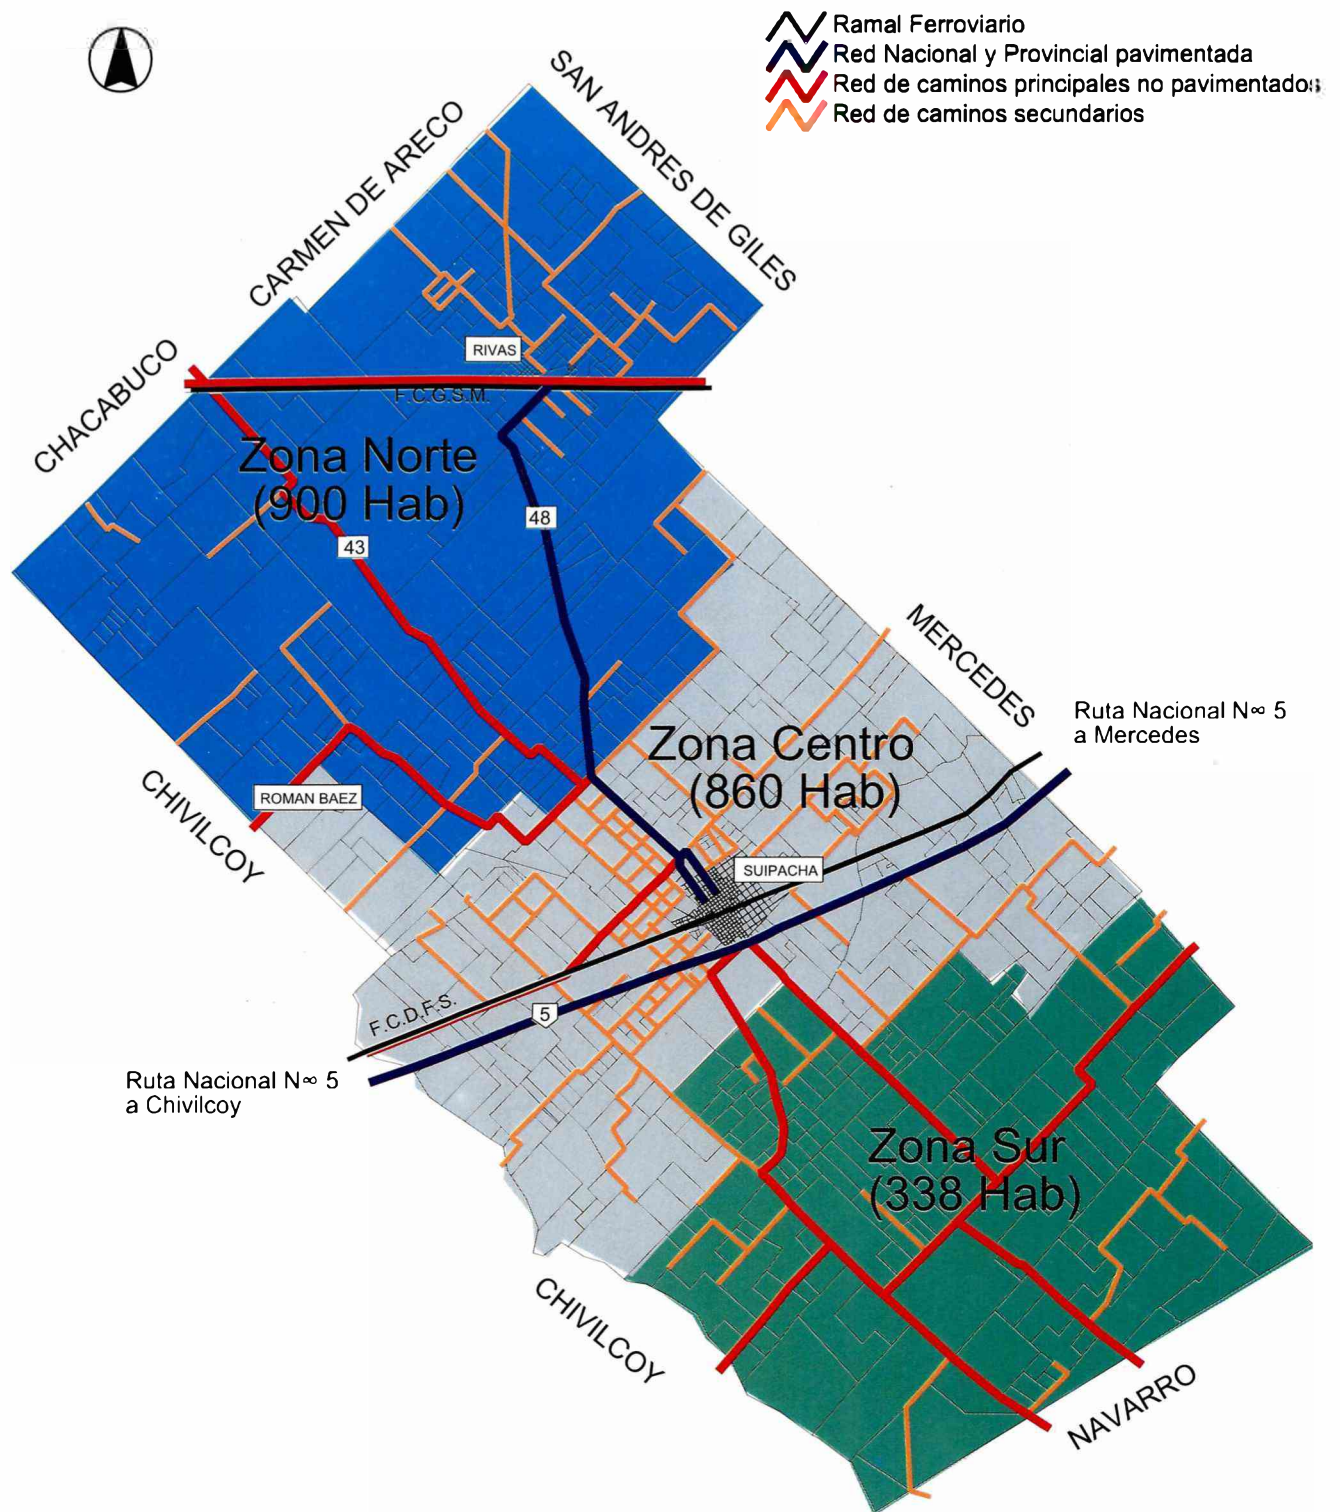 Ramal Ferroviario
Red Nacional y Provincial pavimentada
Red de caminos principales no pavimentados
Red de caminos secundarios
SAN ANDRES DE GILES
CARMEN DE ARECO
CHACABUCO
RIVAS
F.C.G.S.M.
Zona Norte
(900 Hab)
48
43
MERCEDES
Ruta Nacional N∞ 5
a Mercedes
Zona Centro
(860 Hab)
ROMAN BAEZ
CHIVILCOY
SUIPACHA
F.C.D.F.S.
5
Ruta Nacional N∞ 5
a Chivilcoy
Zona Sur
(338 Hab)
CHIVILCOY
NAVARRO